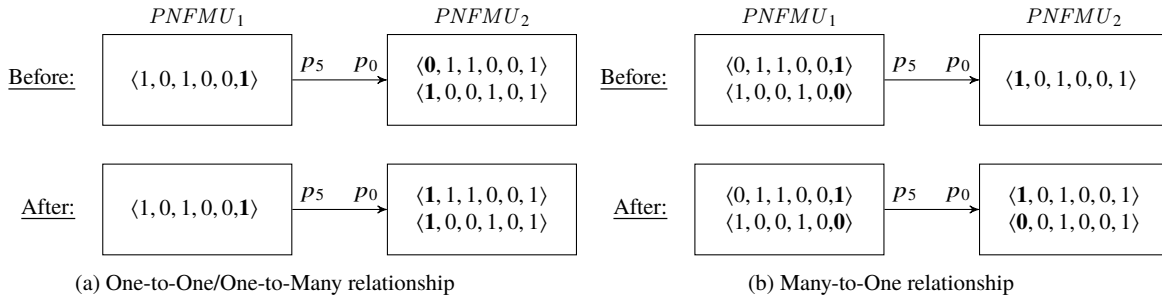 PNFMU₁ PNFMU₂ PNFMU₁ PNFMU₂
Before: ⟨1, 0, 1, 0, 0,1⟩ p₅ p₀ ⟨0, 1, 1, 0, 0, 1⟩ Before: ⟨0, 1, 1, 0, 0,1⟩ p₅ p₀ ⟨1, 0, 1, 0, 0, 1⟩
⟨1, 0, 0, 1, 0, 1⟩ ⟨1, 0, 0, 1, 0,0⟩
After: ⟨1, 0, 1, 0, 0,1⟩ p₅ p₀ ⟨1, 1, 1, 0, 0, 1⟩ After: ⟨0, 1, 1, 0, 0,1⟩ p₅ p₀ ⟨1, 0, 1, 0, 0, 1⟩
⟨1, 0, 0, 1, 0, 1⟩ ⟨1, 0, 0, 1, 0,0⟩ ⟨0, 0, 1, 0, 0, 1⟩
(a) One-to-One/One-to-Many relationship (b) Many-to-One relationship